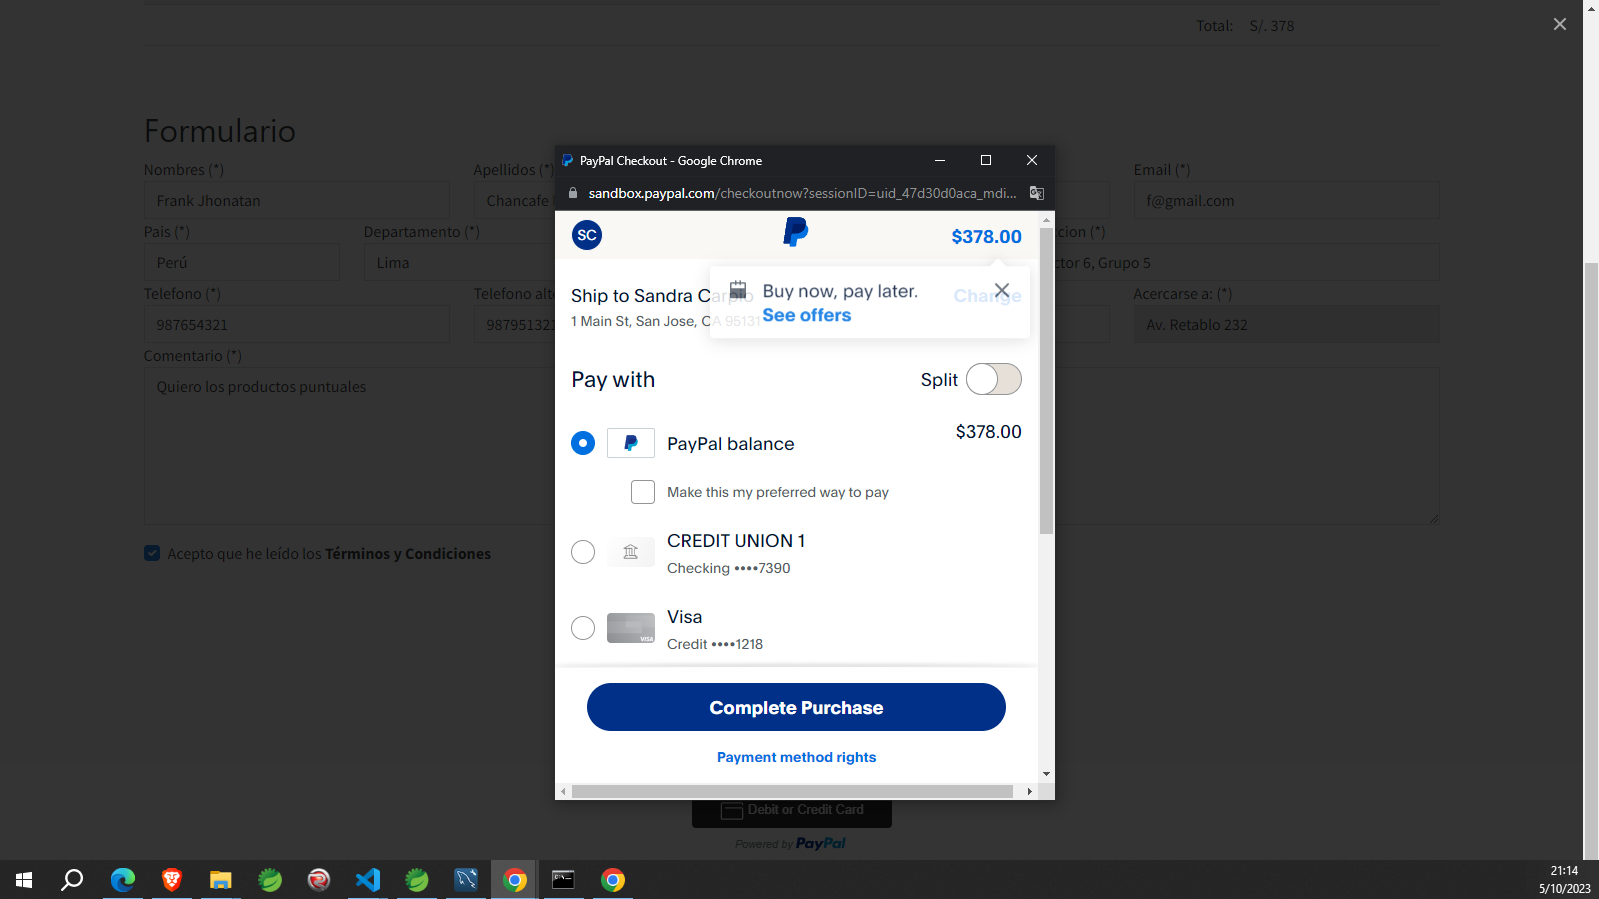 Total: S/. 378
Formulario
Nombres (*)
Apellidos (*)
Email (*)
Frank Jhonatan
Chancafe
f@gmail.com
Pais (*)
Departamento (*)
cion (*)
Perú
Lima
ctor 6, Grupo 5
Telefono (*)
Telefono alte
Acercarse a: (*)
987654321
987951321
Av. Retablo 232
Comentario (*)
Quiero los productos puntuales
Acepto que he leído los Términos y Condiciones
PayPal Checkout - Google Chrome
sandbox.paypal.com/checkoutnow?sessionID=uid_47d30d0aca_mdi...
SC
$378.00
Buy now, pay later.
See offers
Ship to Sandra Carpio
Change
1 Main St, San Jose, CA 95131
Pay with
Split
PayPal balance
$378.00
Make this my preferred way to pay
CREDIT UNION 1
Checking ••••7390
VISA
Visa
Credit ••••1218
Complete Purchase
Payment method rights
Debit or Credit Card
Powered by PayPal
21:14
5/10/2023